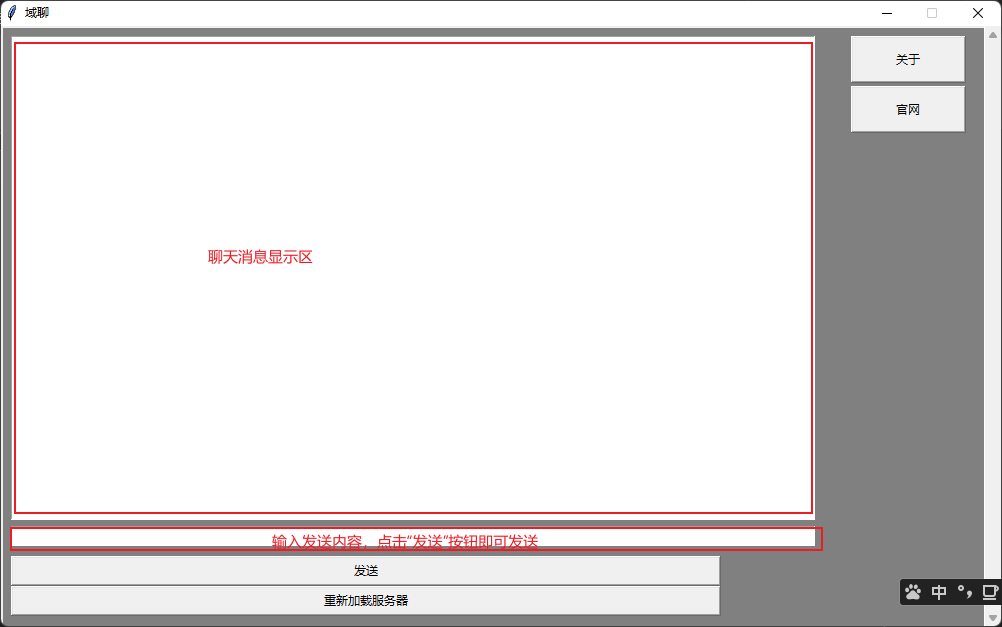 域聊
关于
官网
聊天消息显示区
输入发送内容，点击“发送”按钮即可发送
发送
重新加载服务器
中